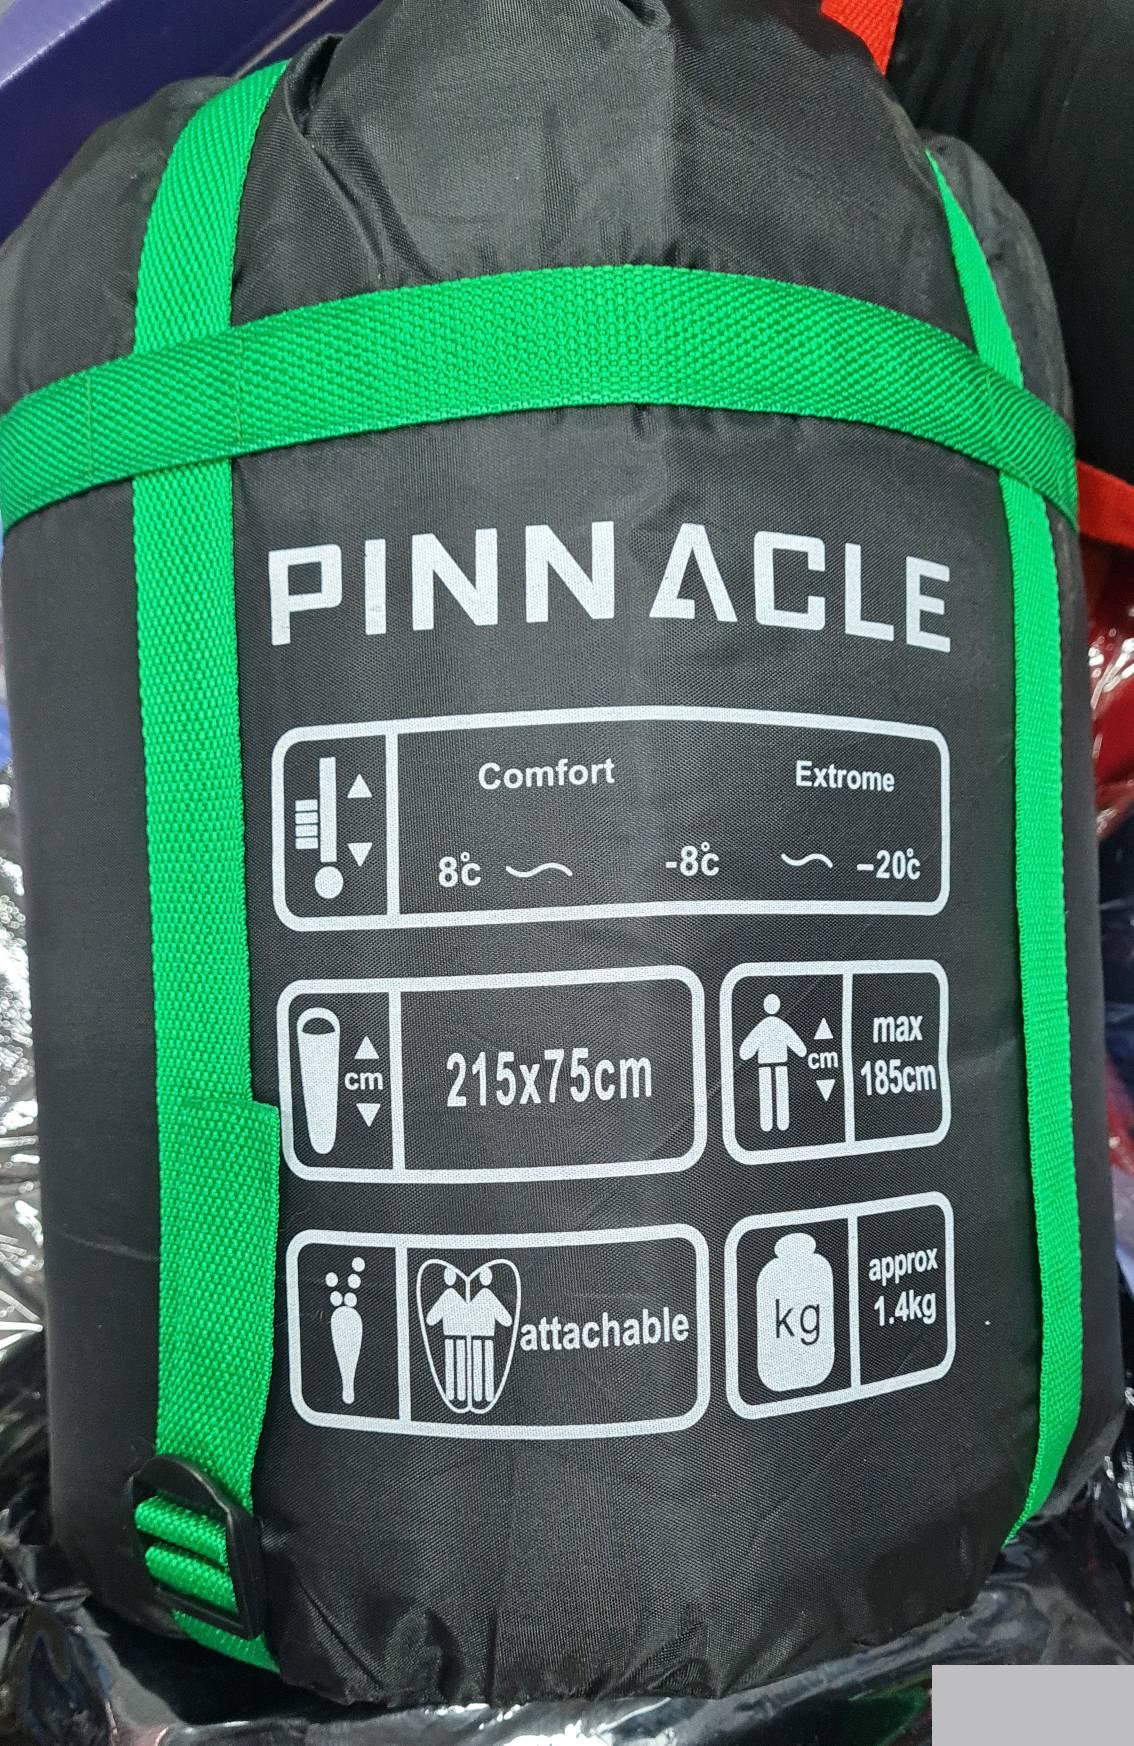 PINNACLE
Comfort Extrome
8°c -8°c –20°c
cm 215x75cm
cm max 185cm
attachable
kg approx 1.4kg